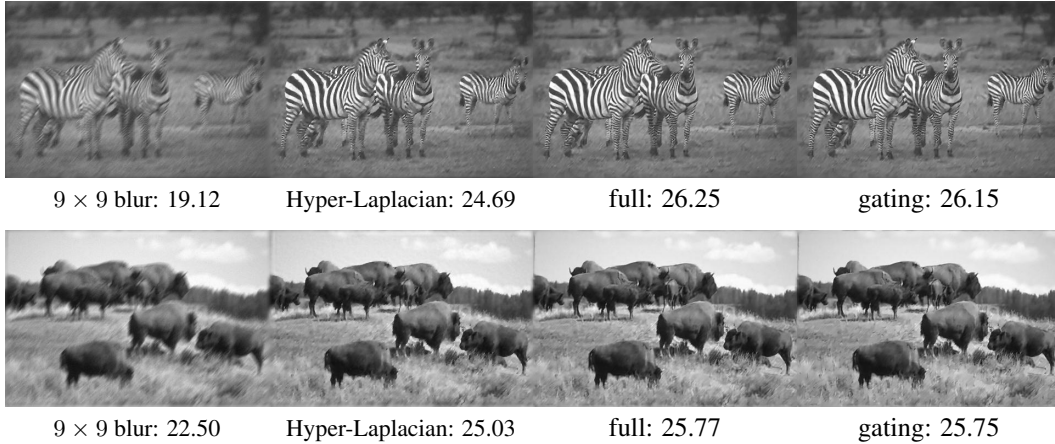 9 × 9 blur: 19.12 Hyper-Laplacian: 24.69 full: 26.25 gating: 26.15
9 × 9 blur: 22.50 Hyper-Laplacian: 25.03 full: 25.77 gating: 25.75